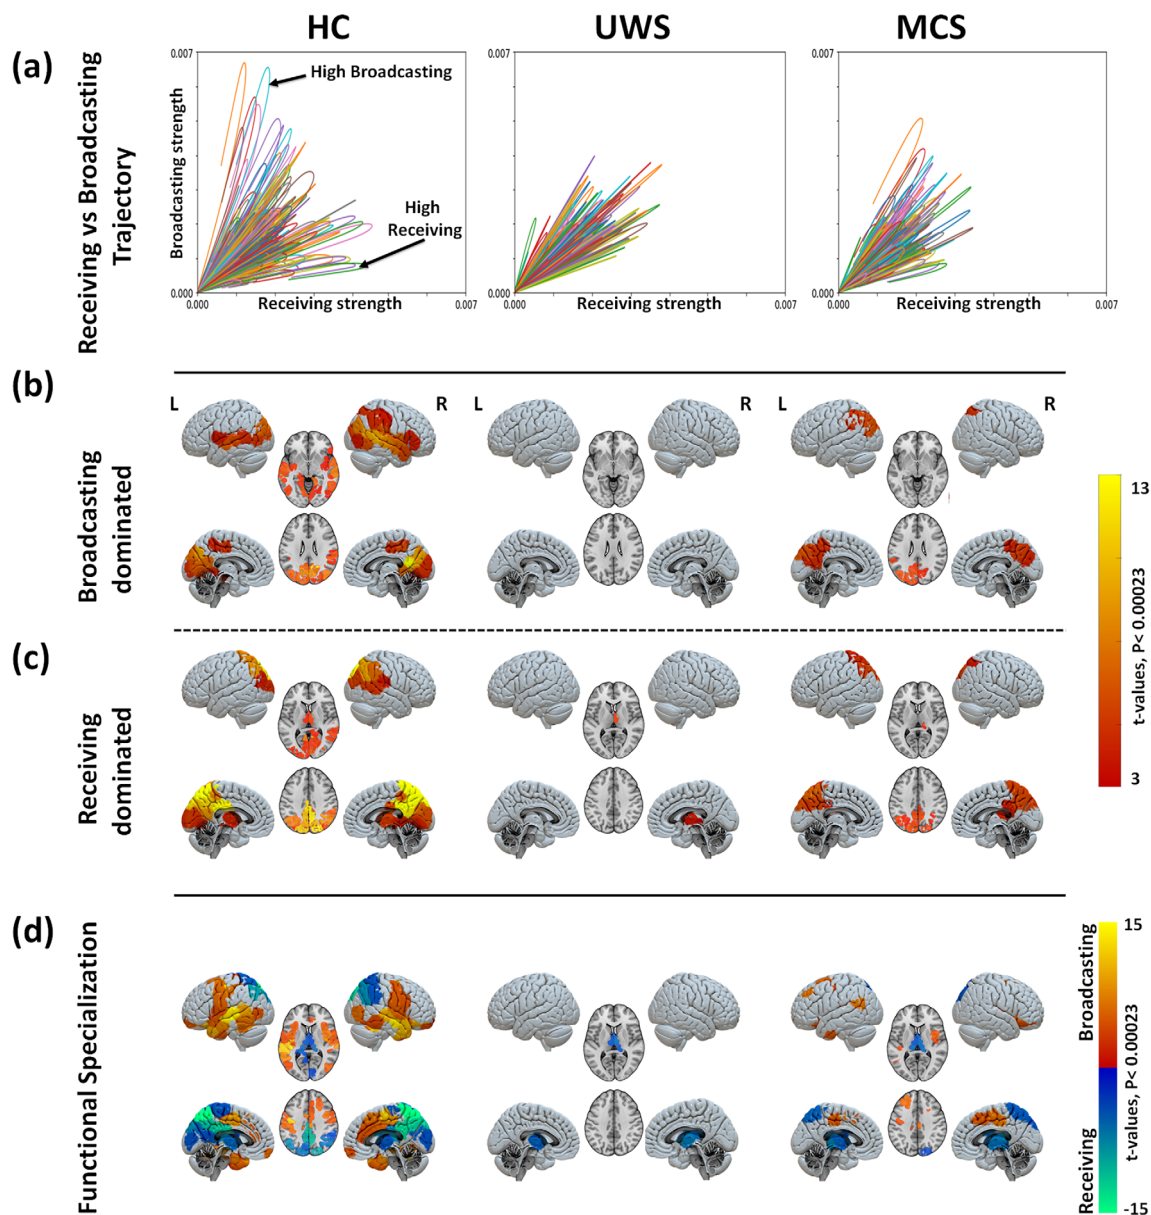 HC
UWS
MCS
(a)
Receiving vs Broadcasting
Trajectory
0.007
Broadcasting strength
High Broadcasting
High
Receiving
0.000
0.000
Receiving strength
0.007
0.007
0.000
0.000
Receiving strength
0.007
0.007
0.000
0.000
Receiving strength
0.007
(b)
Broadcasting
dominated
L
R
L
R
L
R
13
t-values, P< 0.00023
3
(c)
Receiving
dominated
(d)
Functional Specialization
15
Broadcasting
t-values, P< 0.00023
Receiving
-15